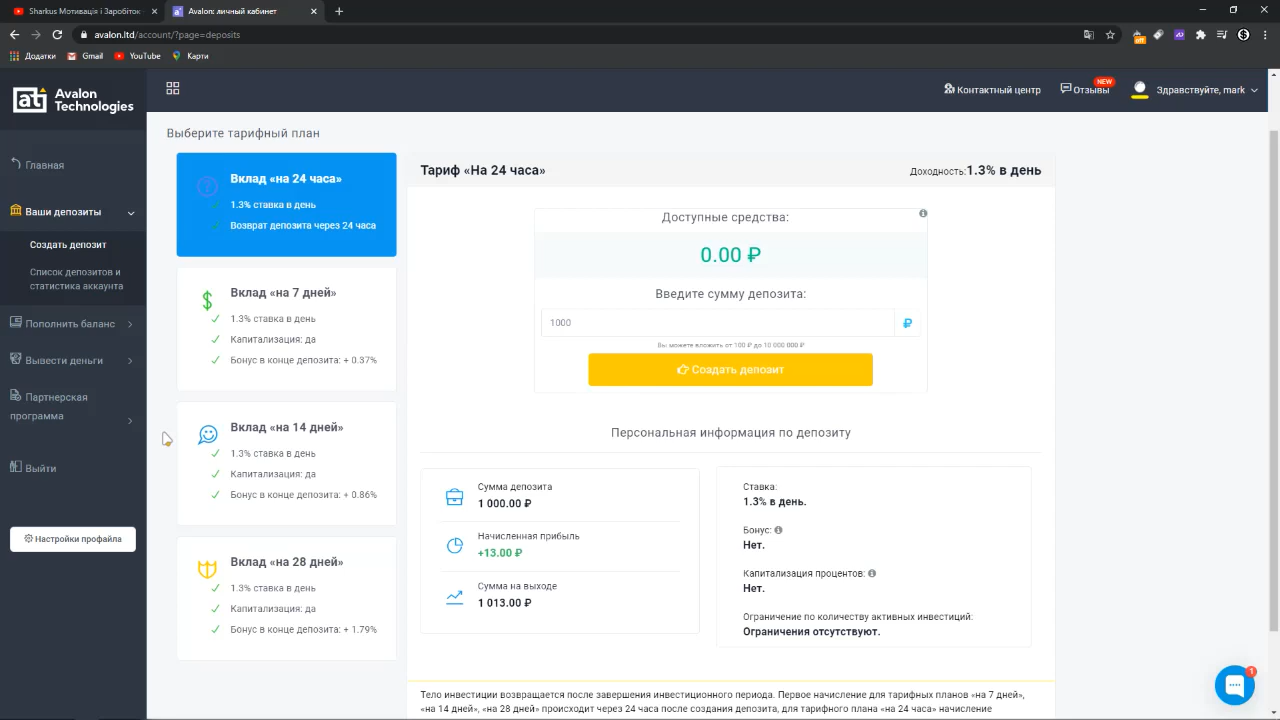 Sharkus Мотивація і Зароботок
Avalon: личный кабинет
avalon.ltd/account/?page=deposits
Додатки
Gmail
YouTube
Карти
Avalon
Technologies
Контактный центр
Отзывы
NEW
Здравствуйте, mark
Главная
Ваши депозиты
Создать депозит
Список депозитов и
статистика аккаунта
Пополнить баланс
Вывести деньги
Партнерская
программа
Выйти
Настройки профайла
Выберите тарифный план
Вклад «на 24 часа»
1.3% ставка в день
Возврат депозита через 24 часа
Вклад «на 7 дней»
1.3% ставка в день
Капитализация: да
Бонус в конце депозита: + 0.37%
Вклад «на 14 дней»
1.3% ставка в день
Капитализация: да
Бонус в конце депозита: + 0.86%
Вклад «на 28 дней»
1.3% ставка в день
Капитализация: да
Бонус в конце депозита: + 1.79%
Тариф «На 24 часа»
Доходность:1.3% в день
Доступные средства:
0.00 ₽
Введите сумму депозита:
1000
₽
Вы можете вложить от 100 ₽ до 10 000 000 ₽
Создать депозит
Персональная информация по депозиту
Сумма депозита
1 000.00 ₽
Начисленная прибыль
+13.00 ₽
Сумма на выходе
1 013.00 ₽
Ставка:
1.3% в день.
Бонус:
Нет.
Капитализация процентов:
Нет.
Ограничение по количеству активных инвестиций:
Ограничения отсутствуют.
Тело инвестиции возвращается после завершения инвестиционного периода. Первое начисление для тарифных планов «на 7 дней»,
«на 14 дней», «на 28 дней» происходит через 24 часа после создания депозита, для тарифного плана «на 24 часа» начисление
1